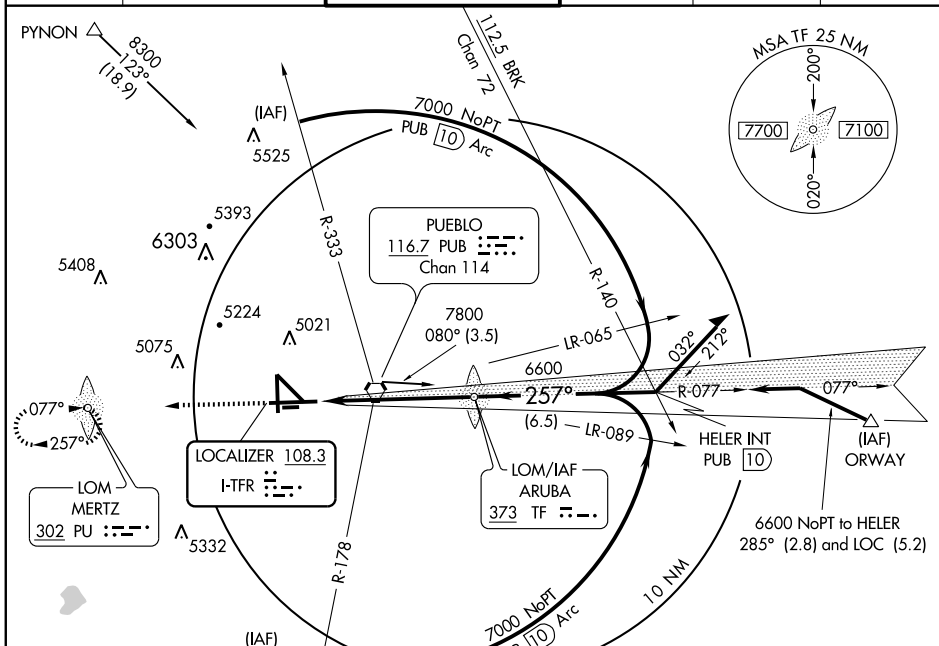 PYNON
8300
123°
(18.9)
112.5 BRK
Chan 72
MSA TF 25 NM
200°
7700
7100
020°
(IAF)
7000 NoPT
PUB 10 Arc
5525
R-333
5393
6303
5408
PUEBLO
116.7 PUB
Chan 114
R-140
5224
5021
5075
7800
080° (3.5)
LR-065
032°
212°
6600
257°
R-077
077°
(6.5)
LR-089
077°
257°
LOCALIZER 108.3
I-TFR
HELER INT
PUB 10
(IAF)
ORWAY
LOM
MERTZ
302 PU
LOM/IAF
ARUBA
373 TF
6600 NoPT to HELER
285° (2.8) and LOC (5.2)
5332
R-178
10 NM
7000 NoPT
10 Arc
(IAF)